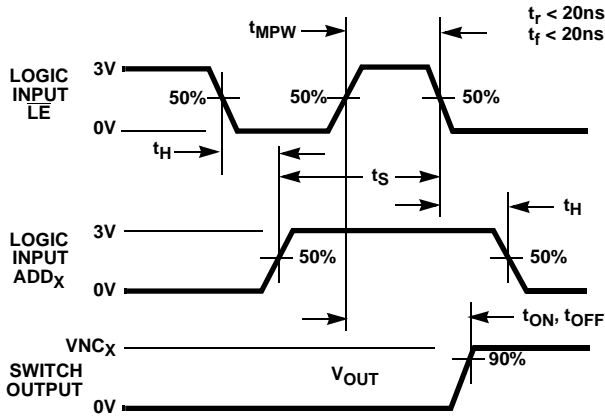 tr < 20ns
tf < 20ns
tMPW
LOGIC
INPUT
LE
3V
0V
50%
50%
50%
tH
tS
tH
LOGIC
INPUT
ADDX
3V
0V
50%
50%
tON, tOFF
SWITCH
OUTPUT
VNCX
0V
VOUT
90%